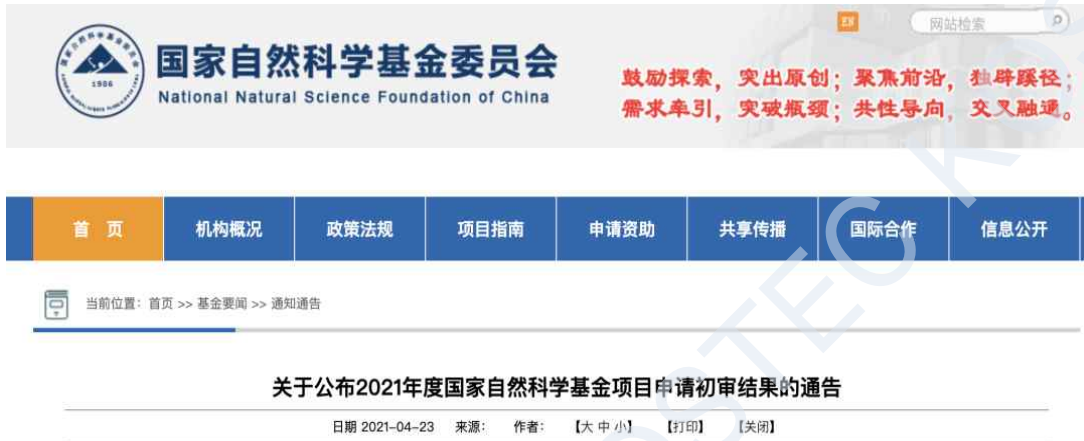 EN
网站检索
1986
国家自然科学基金委员会
National Natural Science Foundation of China
鼓励探索，突出原创；聚焦前沿，独辟蹊径；
需求牵引，突破瓶颈；共性导向，交叉融通。
首 页 机构概况 政策法规 项目指南 申请资助 共享传播 国际合作 信息公开
当前位置：首页 >> 基金要闻 >> 通知通告
关于公布2021年度国家自然科学基金项目申请初审结果的通告
日期 2021-04-23 来源： 作者： 【大 中 小】 【打印】 【关闭】